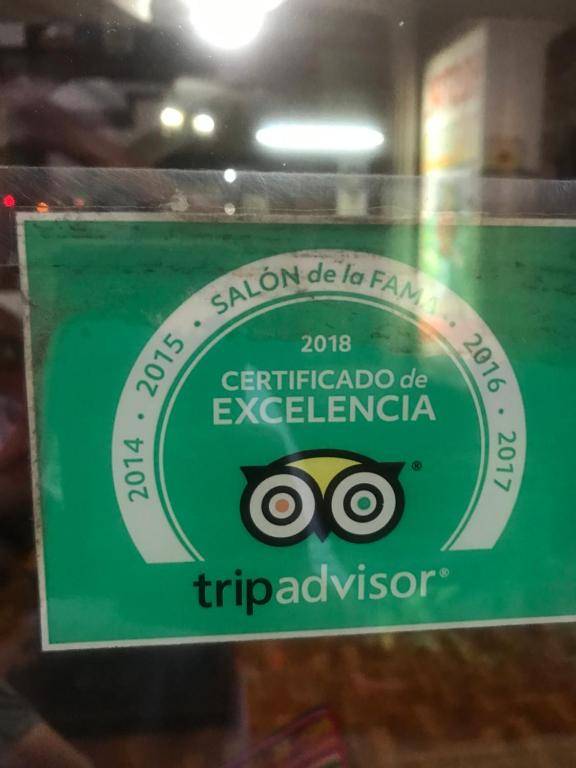 2014 • 2015 • SALÓN de la FAMA • 2016 • 2017
2018
CERTIFICADO de
EXCELENCIA
®
tripadvisor®